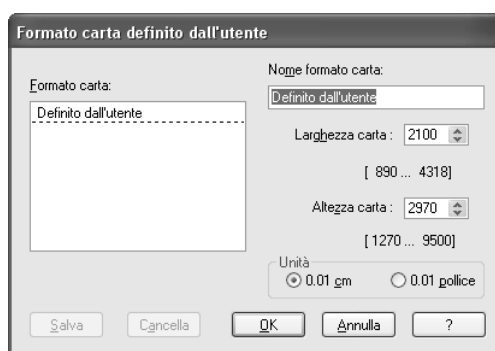 Formato carta definito dall'utente
Formato carta:
Definito dall'utente
Nome formato carta:
Definito dall'utente
Larghezza carta : 2100
[ 890 ... 4318]
Altezza carta : 2970
[ 1270 ... 9500]
Unità
0.01 cm 0.01 pollice
Salva Cancella OK Annulla ?